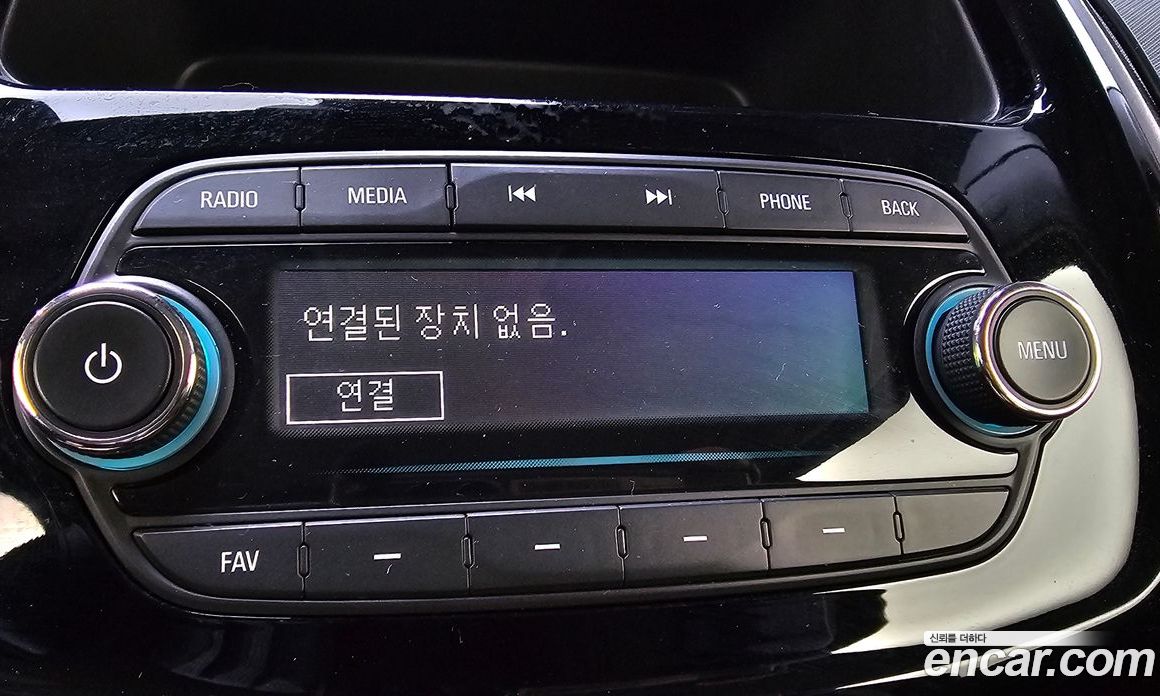 RADIO
MEDIA
PHONE
BACK
연결된 장치 없음.
연결
MENU
FAV
신뢰를 더하다
encar.com